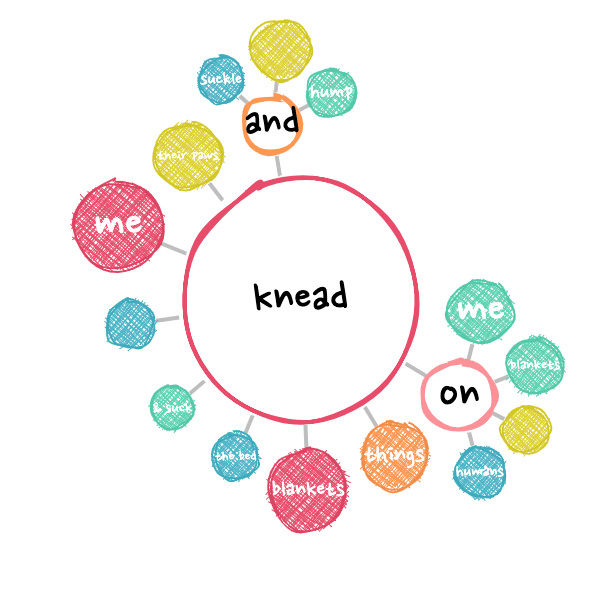 suckle
hump
and
their paws
me
knead
me
blankets
on
& suck
things
the bed
humans
blankets